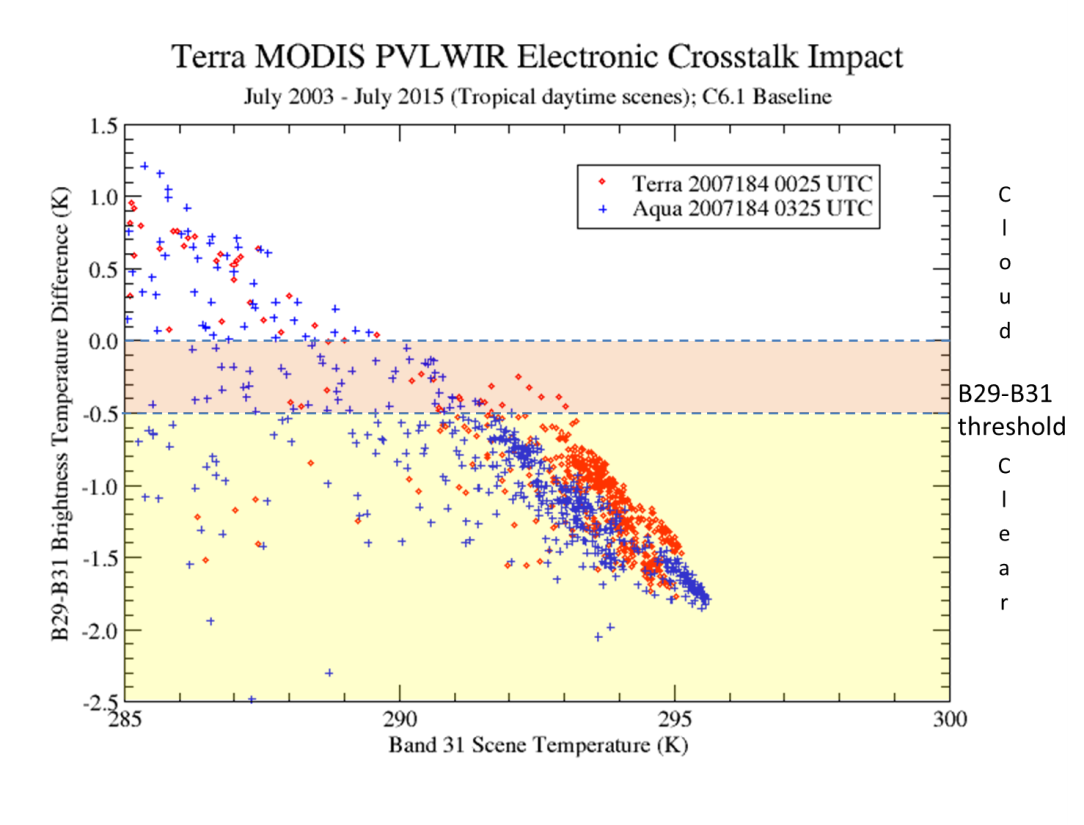 Terra MODIS PVLWIR Electronic Crosstalk Impact
July 2003 - July 2015 (Tropical daytime scenes); C6.1 Baseline
B29-B31 Brightness Temperature Difference (K)
1.5
1.0
0.5
0.0
-0.5
-1.0
-1.5
-2.0
-2.5
Terra 2007184 0025 UTC
Aqua 2007184 0325 UTC
Cloud
B29-B31
threshold
Clear
285
290
295
300
Band 31 Scene Temperature (K)